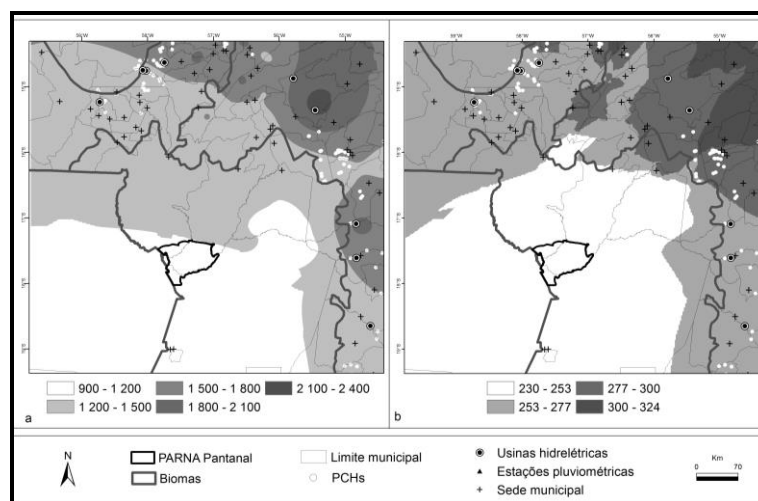 900 - 1 200
1 500 - 1 800
2 100 - 2 400
1 200 - 1 500
1 800 - 2 100
a
230 - 253
277 - 300
253 - 277
300 - 324
b
N
PARNA Pantanal
Biomas
Limite municipal
PCHs
Usinas hidrelétricas
Estações pluviométricas
Sede municipal
Km
0 70